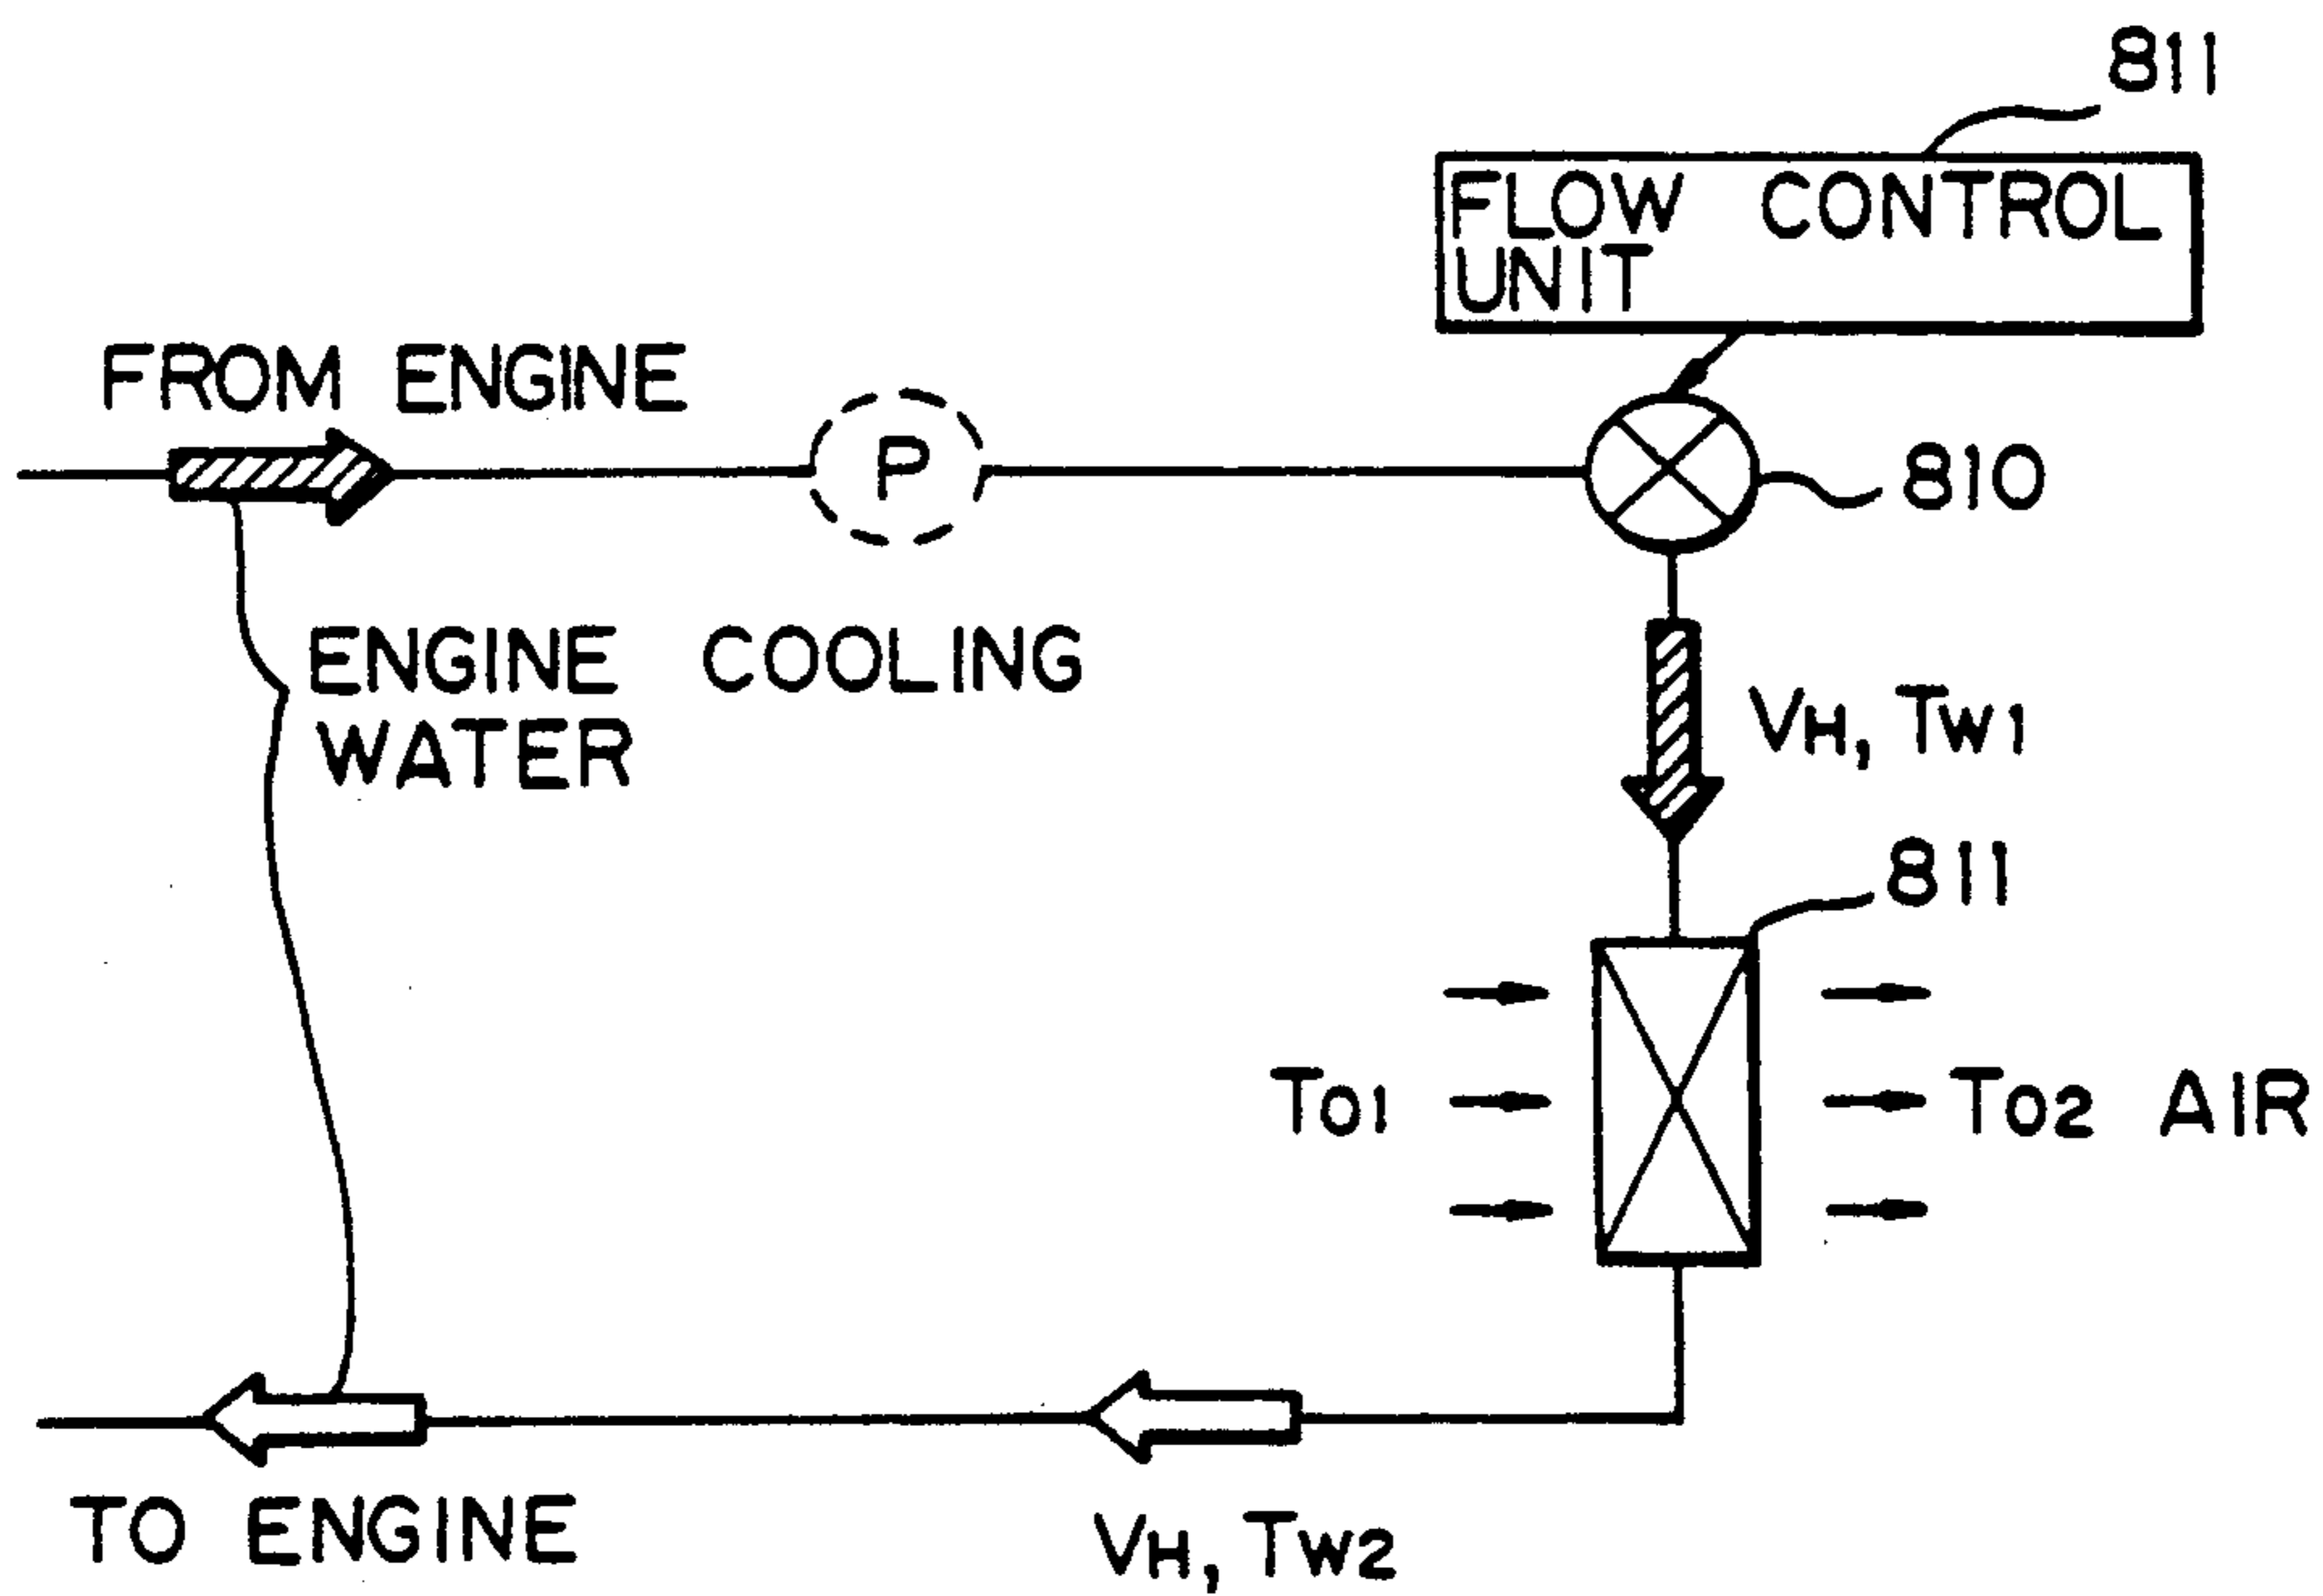 811
FLOW CONTROL
UNIT
FROM ENGINE
P
810
ENGINE COOLING
WATER
VH, TW1
811
TO1
TO2 AIR
TO ENGINE
VH, TW2